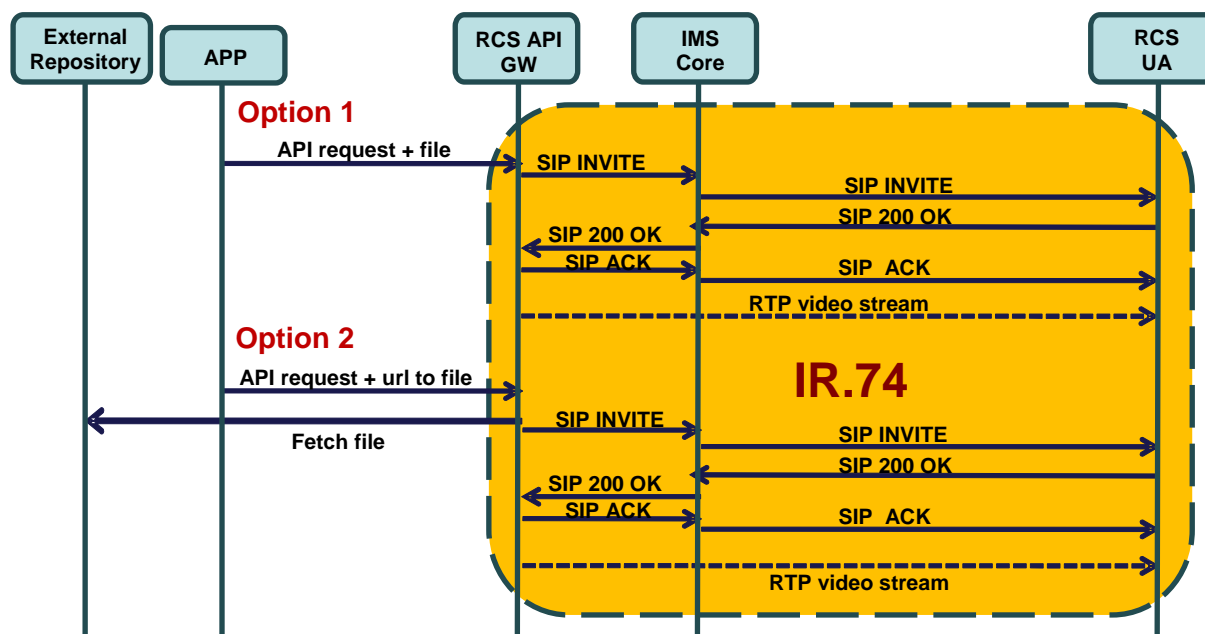 External
Repository
APP
RCS API
GW
IMS
Core
RCS
UA
Option 1
API request + file
SIP INVITE
SIP INVITE
SIP 200 OK
SIP 200 OK
SIP ACK
SIP ACK
RTP video stream
Option 2
IR.74
API request + url to file
Fetch file
SIP INVITE
SIP INVITE
SIP 200 OK
SIP 200 OK
SIP ACK
SIP ACK
RTP video stream